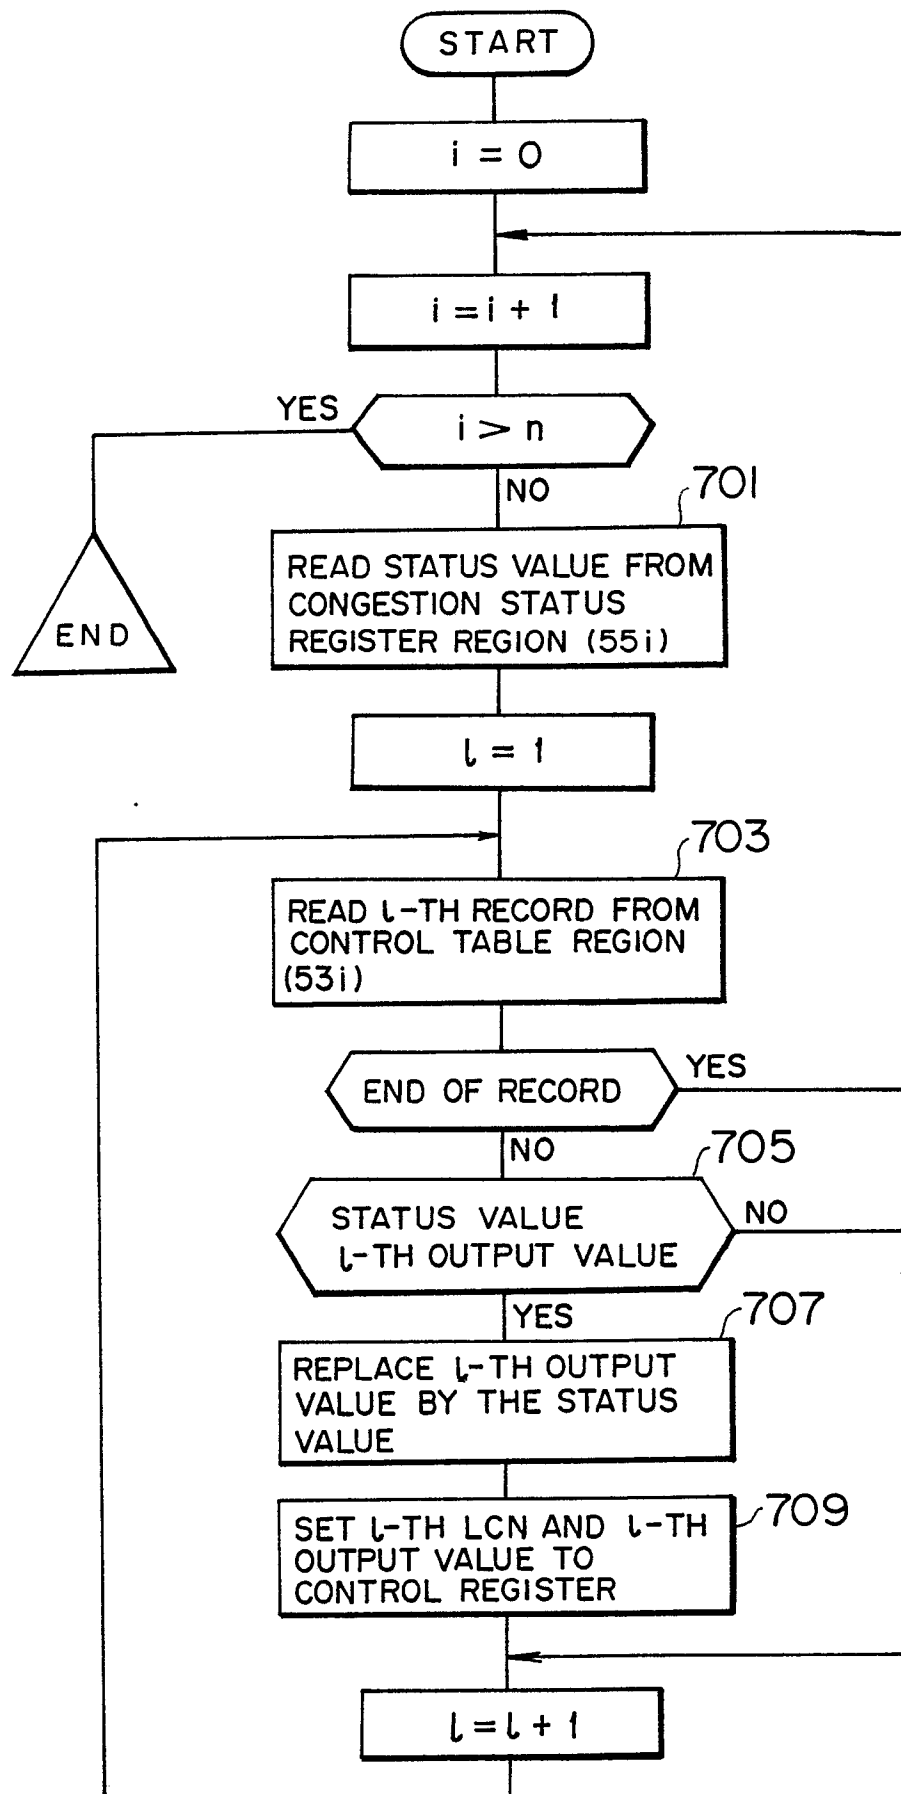 START
i = 0
i = i + 1
YES
i > n
NO
701
READ STATUS VALUE FROM
CONGESTION STATUS
REGISTER REGION (55i)
END
l = 1
703
READ l-TH RECORD FROM
CONTROL TABLE REGION
(53i)
END OF RECORD
YES
NO
705
STATUS VALUE
l-TH OUTPUT VALUE
NO
YES
707
REPLACE l-TH OUTPUT
VALUE BY THE STATUS
VALUE
709
SET l-TH LCN AND l-TH
OUTPUT VALUE TO
CONTROL REGISTER
l = l + 1